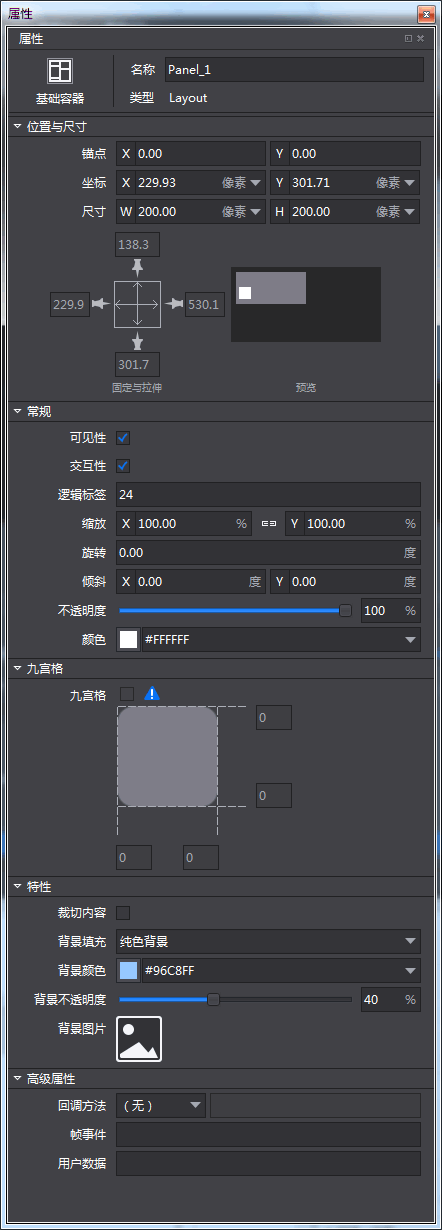 属性
属性
名称 Panel_1
基础容器
类型 Layout
位置与尺寸
锚点 X 0.00 Y 0.00
坐标 X 229.93 像素 Y 301.71 像素
尺寸 W 200.00 像素 H 200.00 像素
138.3
229.9 530.1
301.7
固定与拉伸 预览
常规
可见性
交互性
逻辑标签 24
缩放 X 100.00 % Y 100.00 %
旋转 0.00 度
倾斜 X 0.00 度 Y 0.00 度
不透明度 100 %
颜色 #FFFFFF
九宫格
九宫格
0
0
0 0
特性
裁切内容
背景填充 纯色背景
背景颜色 #96C8FF
背景不透明度 40 %
背景图片
高级属性
回调方法 （无）
帧事件
用户数据